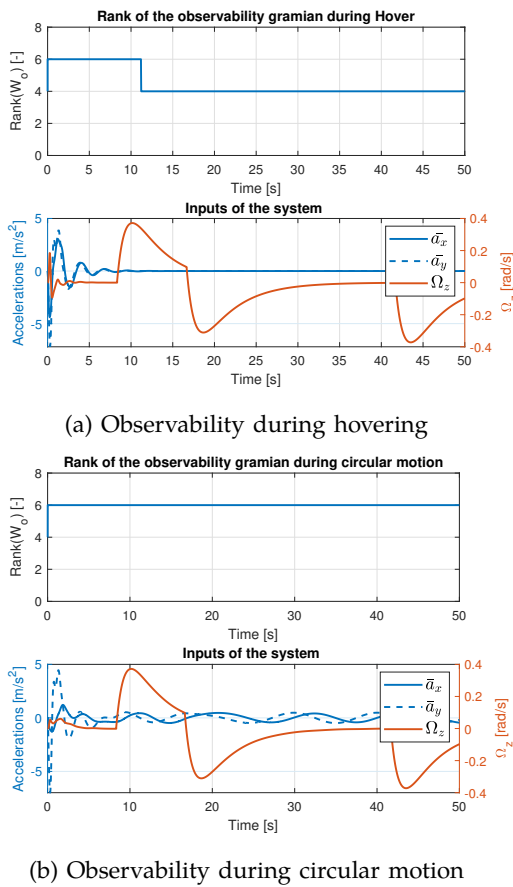 Rank of the observability gramian during Hover
Rank(W_o) [-]
8
6
4
2
0
0 5 10 15 20 25 30 35 40 45 50
Time [s]
Inputs of the system
Accelerations [m/s²]
5
0
-5
0.4
0.2
0
-0.2
-0.4
Ω_z [rad/s]
a̅_x
a̅_y
Ω_z
0 5 10 15 20 25 30 35 40 45 50
Time [s]
(a) Observability during hovering
Rank of the observability gramian during circular motion
Rank(W_o) [-]
8
6
4
2
0
0 10 20 30 40 50
Time [s]
Inputs of the system
Accelerations [m/s²]
5
0
-5
0.4
0.2
0
-0.2
-0.4
Ω_z [rad/s]
a̅_x
a̅_y
Ω_z
0 10 20 30 40 50
Time [s]
(b) Observability during circular motion